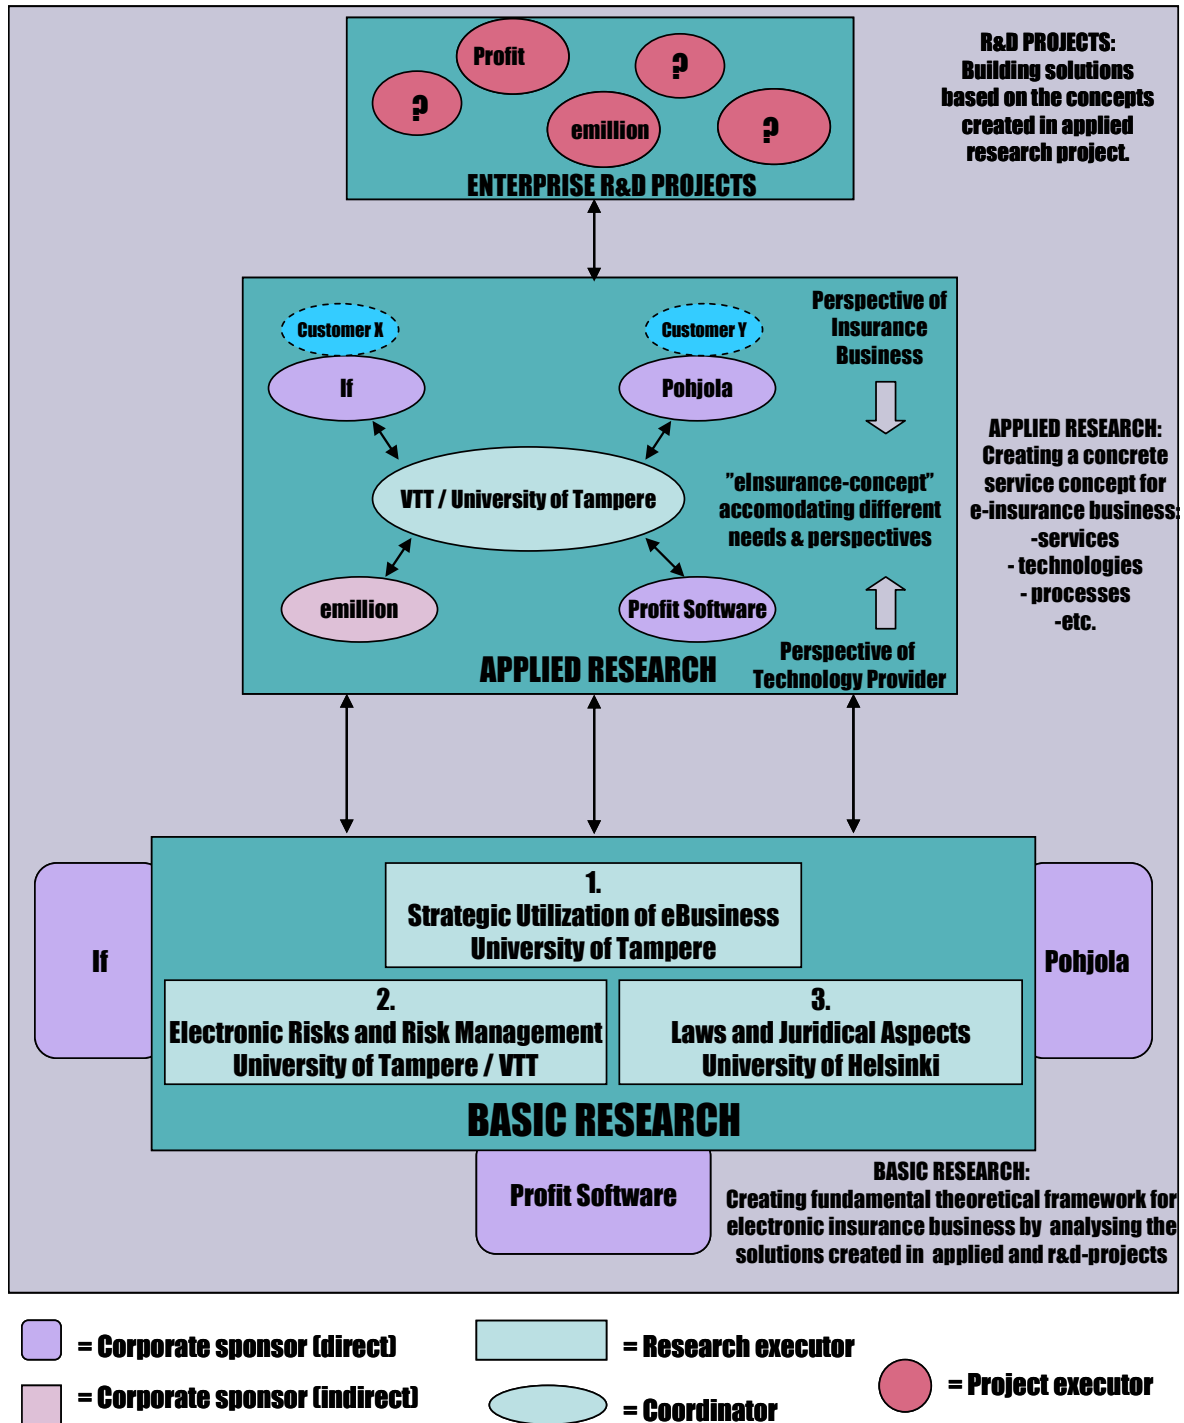 Profit
?
?
emillion
?
ENTERPRISE R&D PROJECTS
R&D PROJECTS:
Building solutions
based on the concepts
created in applied
research project.
Customer X
If
Customer Y
Pohjola
VTT / University of Tampere
emillion
Profit Software
Perspective of
Insurance
Business
"eInsurance-concept"
accomodating different
needs & perspectives
Perspective of
Technology Provider
APPLIED RESEARCH
APPLIED RESEARCH:
Creating a concrete
service concept for
e-insurance business:
-services
- technologies
- processes
-etc.
If
1.
Strategic Utilization of eBusiness
University of Tampere
2.
Electronic Risks and Risk Management
University of Tampere / VTT
3.
Laws and Juridical Aspects
University of Helsinki
Pohjola
BASIC RESEARCH
Profit Software
BASIC RESEARCH:
Creating fundamental theoretical framework for
electronic insurance business by analysing the
solutions created in applied and r&d-projects
= Corporate sponsor (direct)
= Corporate sponsor (indirect)
= Research executor
= Coordinator
= Project executor